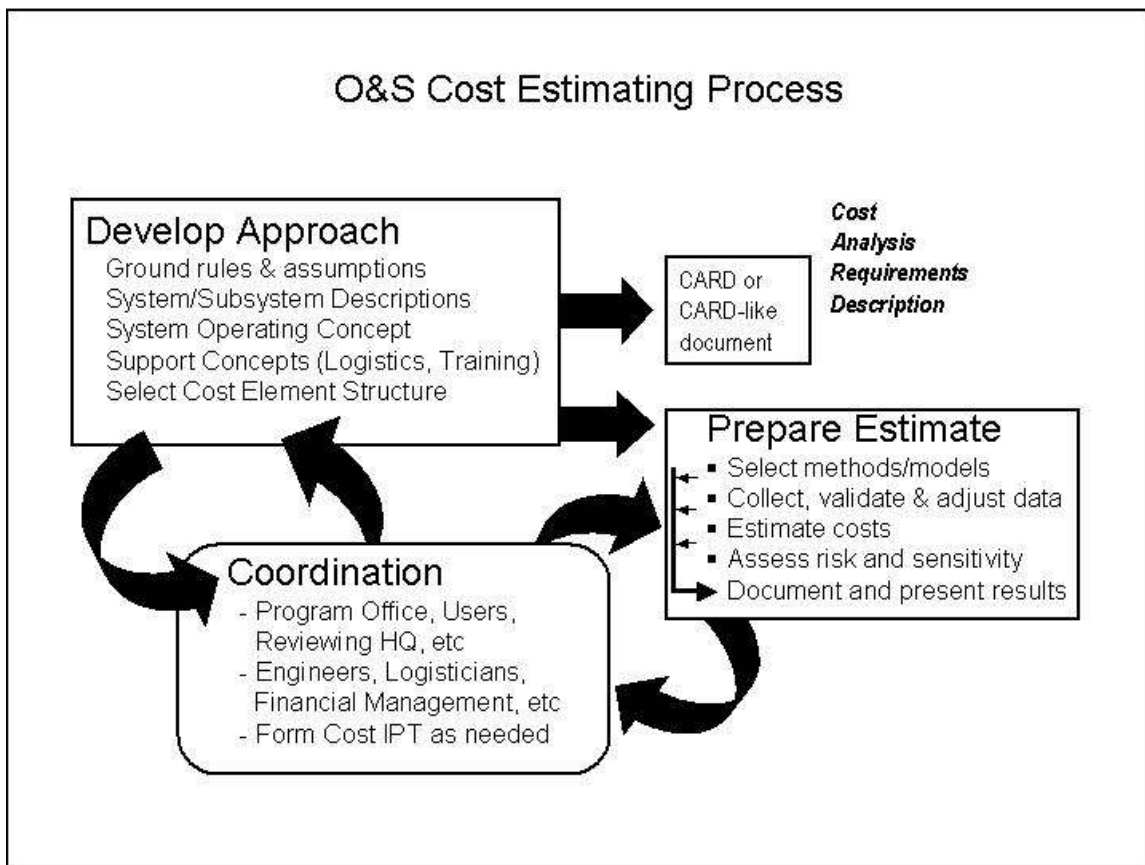 O&S Cost Estimating Process
Develop Approach
Ground rules & assumptions
System/Subsystem Descriptions
System Operating Concept
Support Concepts (Logistics, Training)
Select Cost Element Structure
CARD or
CARD-like
document
Cost
Analysis
Requirements
Description
Prepare Estimate
▪ Select methods/models
▪ Collect, validate & adjust data
▪ Estimate costs
▪ Assess risk and sensitivity
▪ Document and present results
Coordination
- Program Office, Users,
Reviewing HQ, etc
- Engineers, Logisticians,
Financial Management, etc
- Form Cost IPT as needed